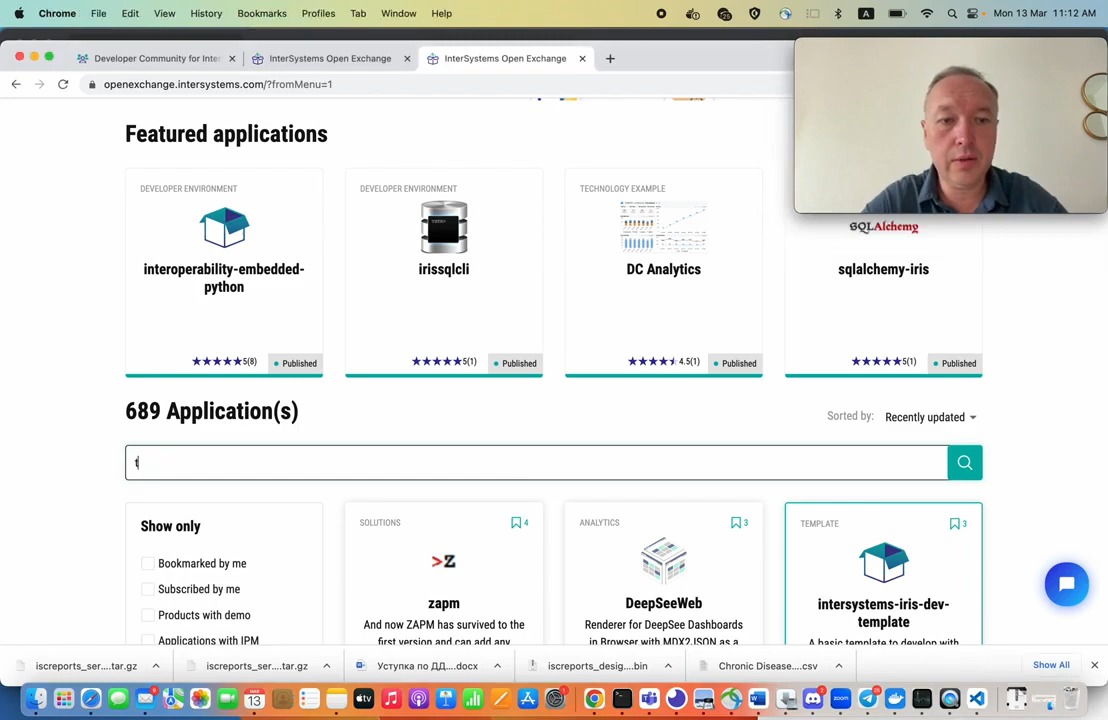 Chrome File Edit View History Bookmarks Profiles Tab Window Help
A
Mon 13 Mar 11:12 AM
Developer Community for Inter
InterSystems Open Exchange
InterSystems Open Exchange
openexchange.intersystems.com/?fromMenu=1
Featured applications
DEVELOPER ENVIRONMENT
interoperability-embedded-
python
5(8)
Published
DEVELOPER ENVIRONMENT
irissqlcli
5(1)
Published
TECHNOLOGY EXAMPLE
DC Analytics
4.5(1)
Published
SQLAlchemy
sqlalchemy-iris
5(1)
Published
689 Application(s)
Sorted by: Recently updated
t
Show only
Bookmarked by me
Subscribed by me
Products with demo
Applications with IPM
SOLUTIONS
4
>Z
zapm
And now ZAPM has survived to the
first version and can add any
ANALYTICS
3
DeepSeeWeb
Renderer for DeepSee Dashboards
in Browser with MDX2JSON as a
TEMPLATE
3
intersystems-iris-dev-
template
A basic template to develop with
iscreports_ser....tar.gz
iscreports_ser....tar.gz
Уступка по ДД....docx
iscreports_desig....bin
Chronic Disease....csv
Show All